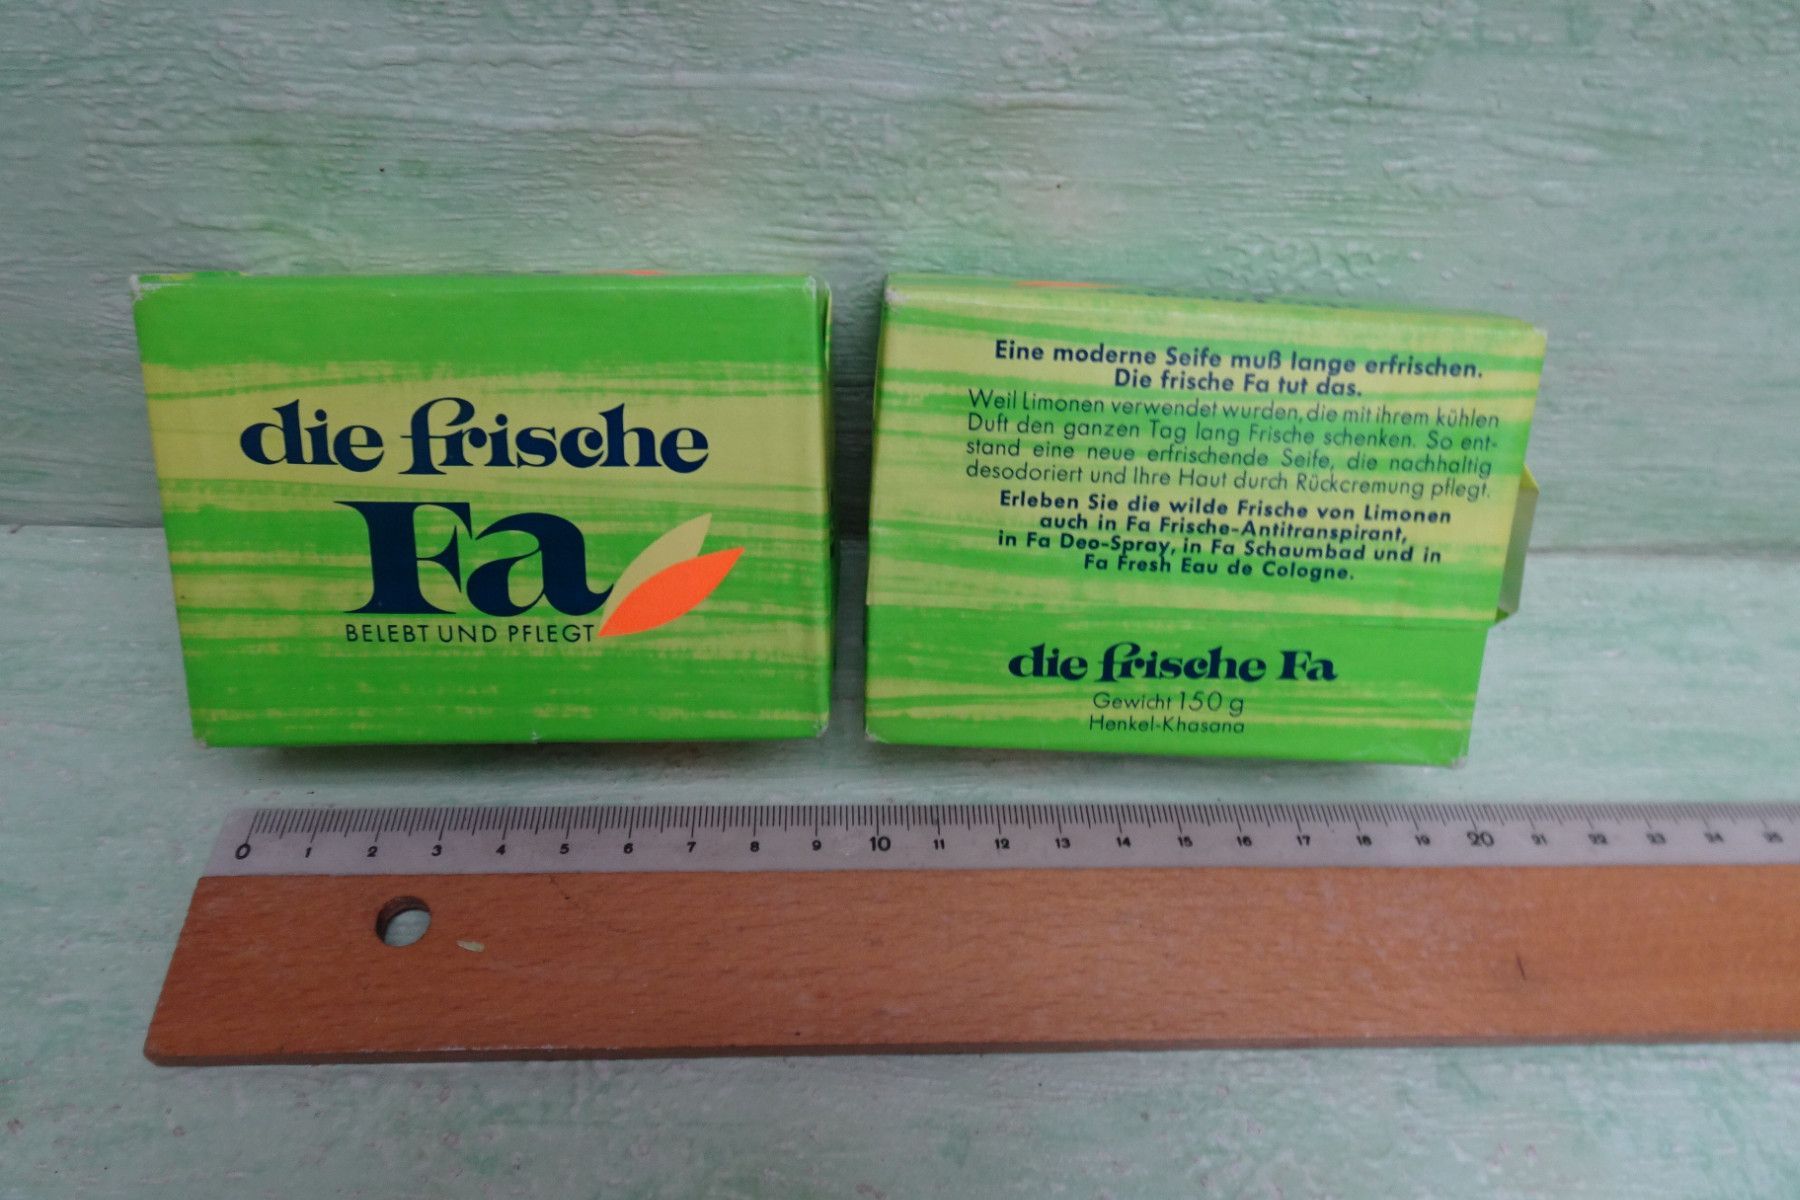 die frische
Fa
BELEBT UND PFLEGT
Eine moderne Seife muß lange erfrischen.
Die frische Fa tut das.
Weil Limonen verwendet wurden, die mit ihrem kühlen
Duft den ganzen Tag lang Frische schenken. So ent-
stand eine neue erfrischende Seife, die nachhaltig
desodoriert und Ihre Haut durch Rückcremung pflegt.
Erleben Sie die wilde Frische von Limonen
auch in Fa Frische-Antitranspirant,
in Fa Deo-Spray, in Fa Schaumbad und in
Fa Fresh Eau de Cologne.
die frische Fa
Gewicht 150 g
Henkel-Khasana
0 1 2 3 4 5 6 7 8 9 10 11 12 13 14 15 16 17 18 19 20 21 22 23 24 25